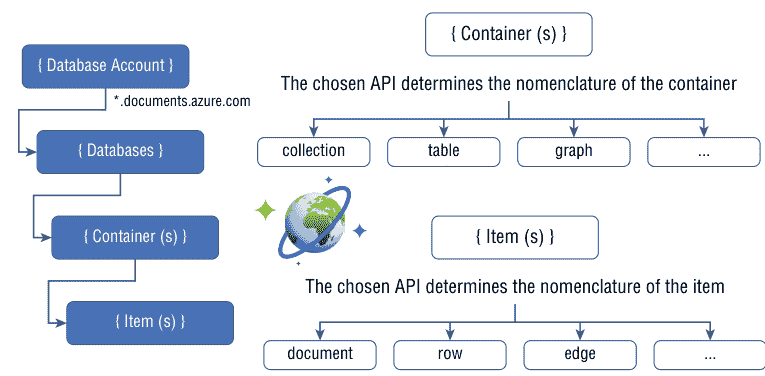 { Database Account }
*.documents.azure.com
{ Databases }
{ Container (s) }
{ Item (s) }
{ Container (s) }
The chosen API determines the nomenclature of the container
collection
table
graph
...
{ Item (s) }
The chosen API determines the nomenclature of the item
document
row
edge
...